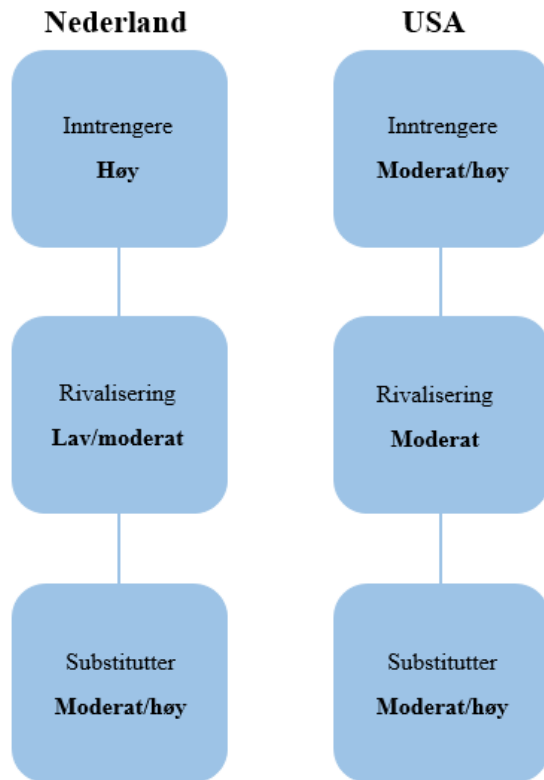 Nederland
Inntrengere
Høy
Rivalisering
Lav/moderat
Substitutter
Moderat/høy
USA
Inntrengere
Moderat/høy
Rivalisering
Moderat
Substitutter
Moderat/høy